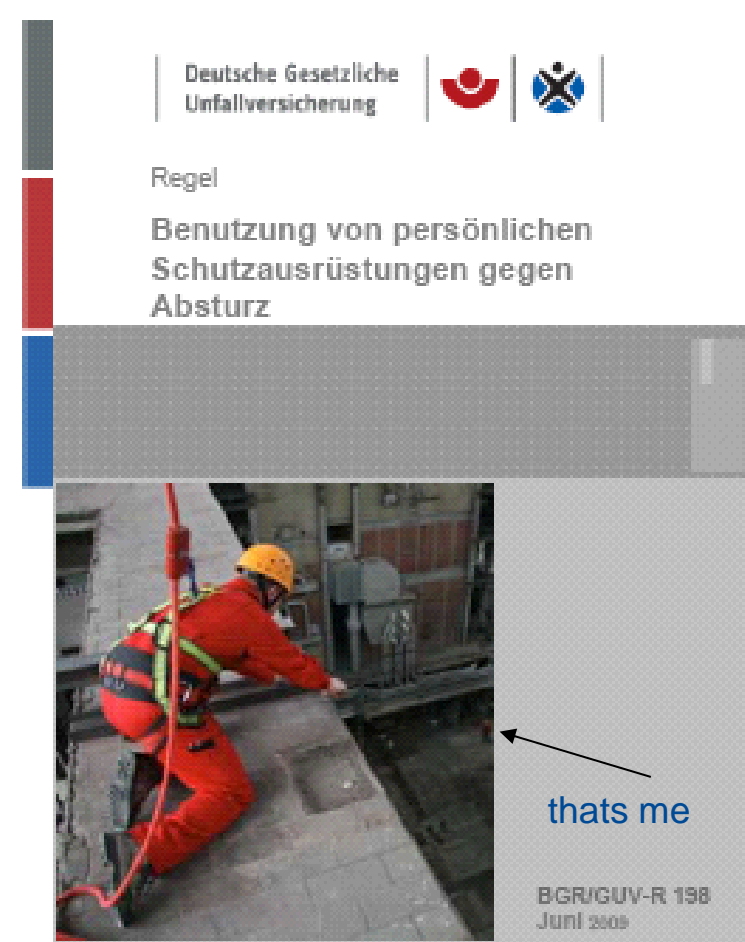 Deutsche Gesetzliche
Unfallversicherung
Regel
Benutzung von persönlichen
Schutzausrüstungen gegen
Absturz
thats me
BGR/GUV-R 198
Juni 2009